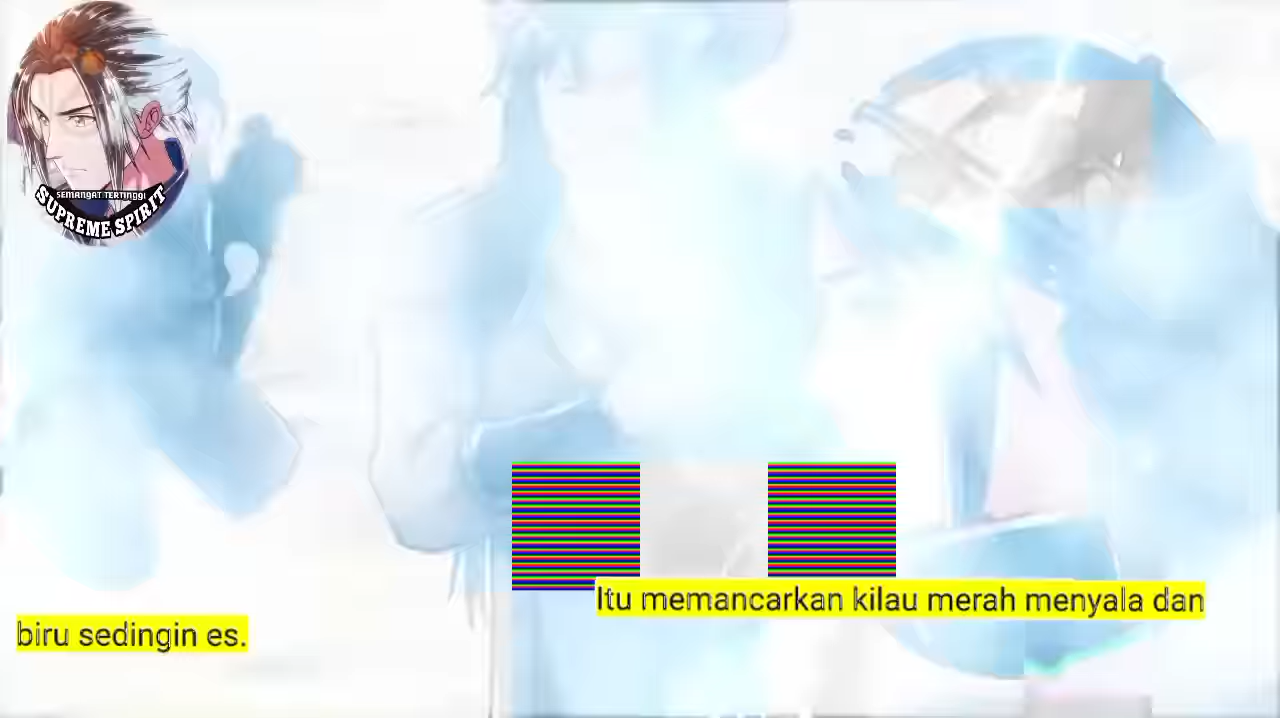 SEMANGAT TERTINGGI
SUPREME SPIRIT
Itu memancarkan kilau merah menyala dan
biru sedingin es.